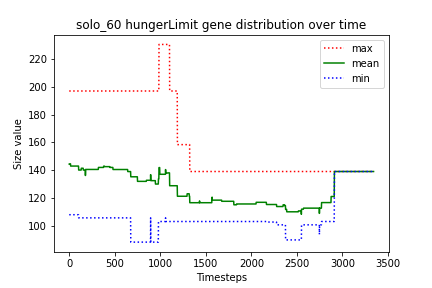 solo_60 hungerLimit gene distribution over time
max
mean
min
Size value
220
200
180
160
140
120
100
0 500 1000 1500 2000 2500 3000 3500
Timesteps